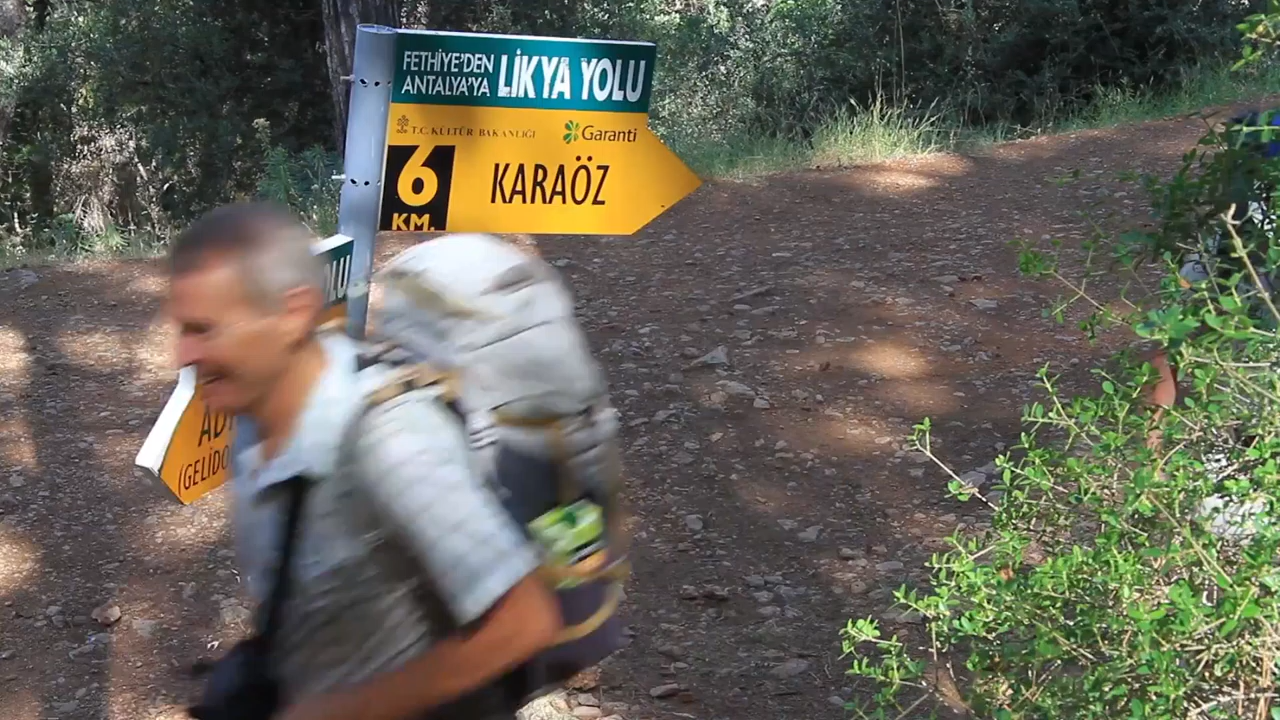 FETHİYE'DEN
ANTALYA'YA LİKYA YOLU
T.C. KÜLTÜR BAKANLIĞI Garanti
6
KM.
KARAÖZ